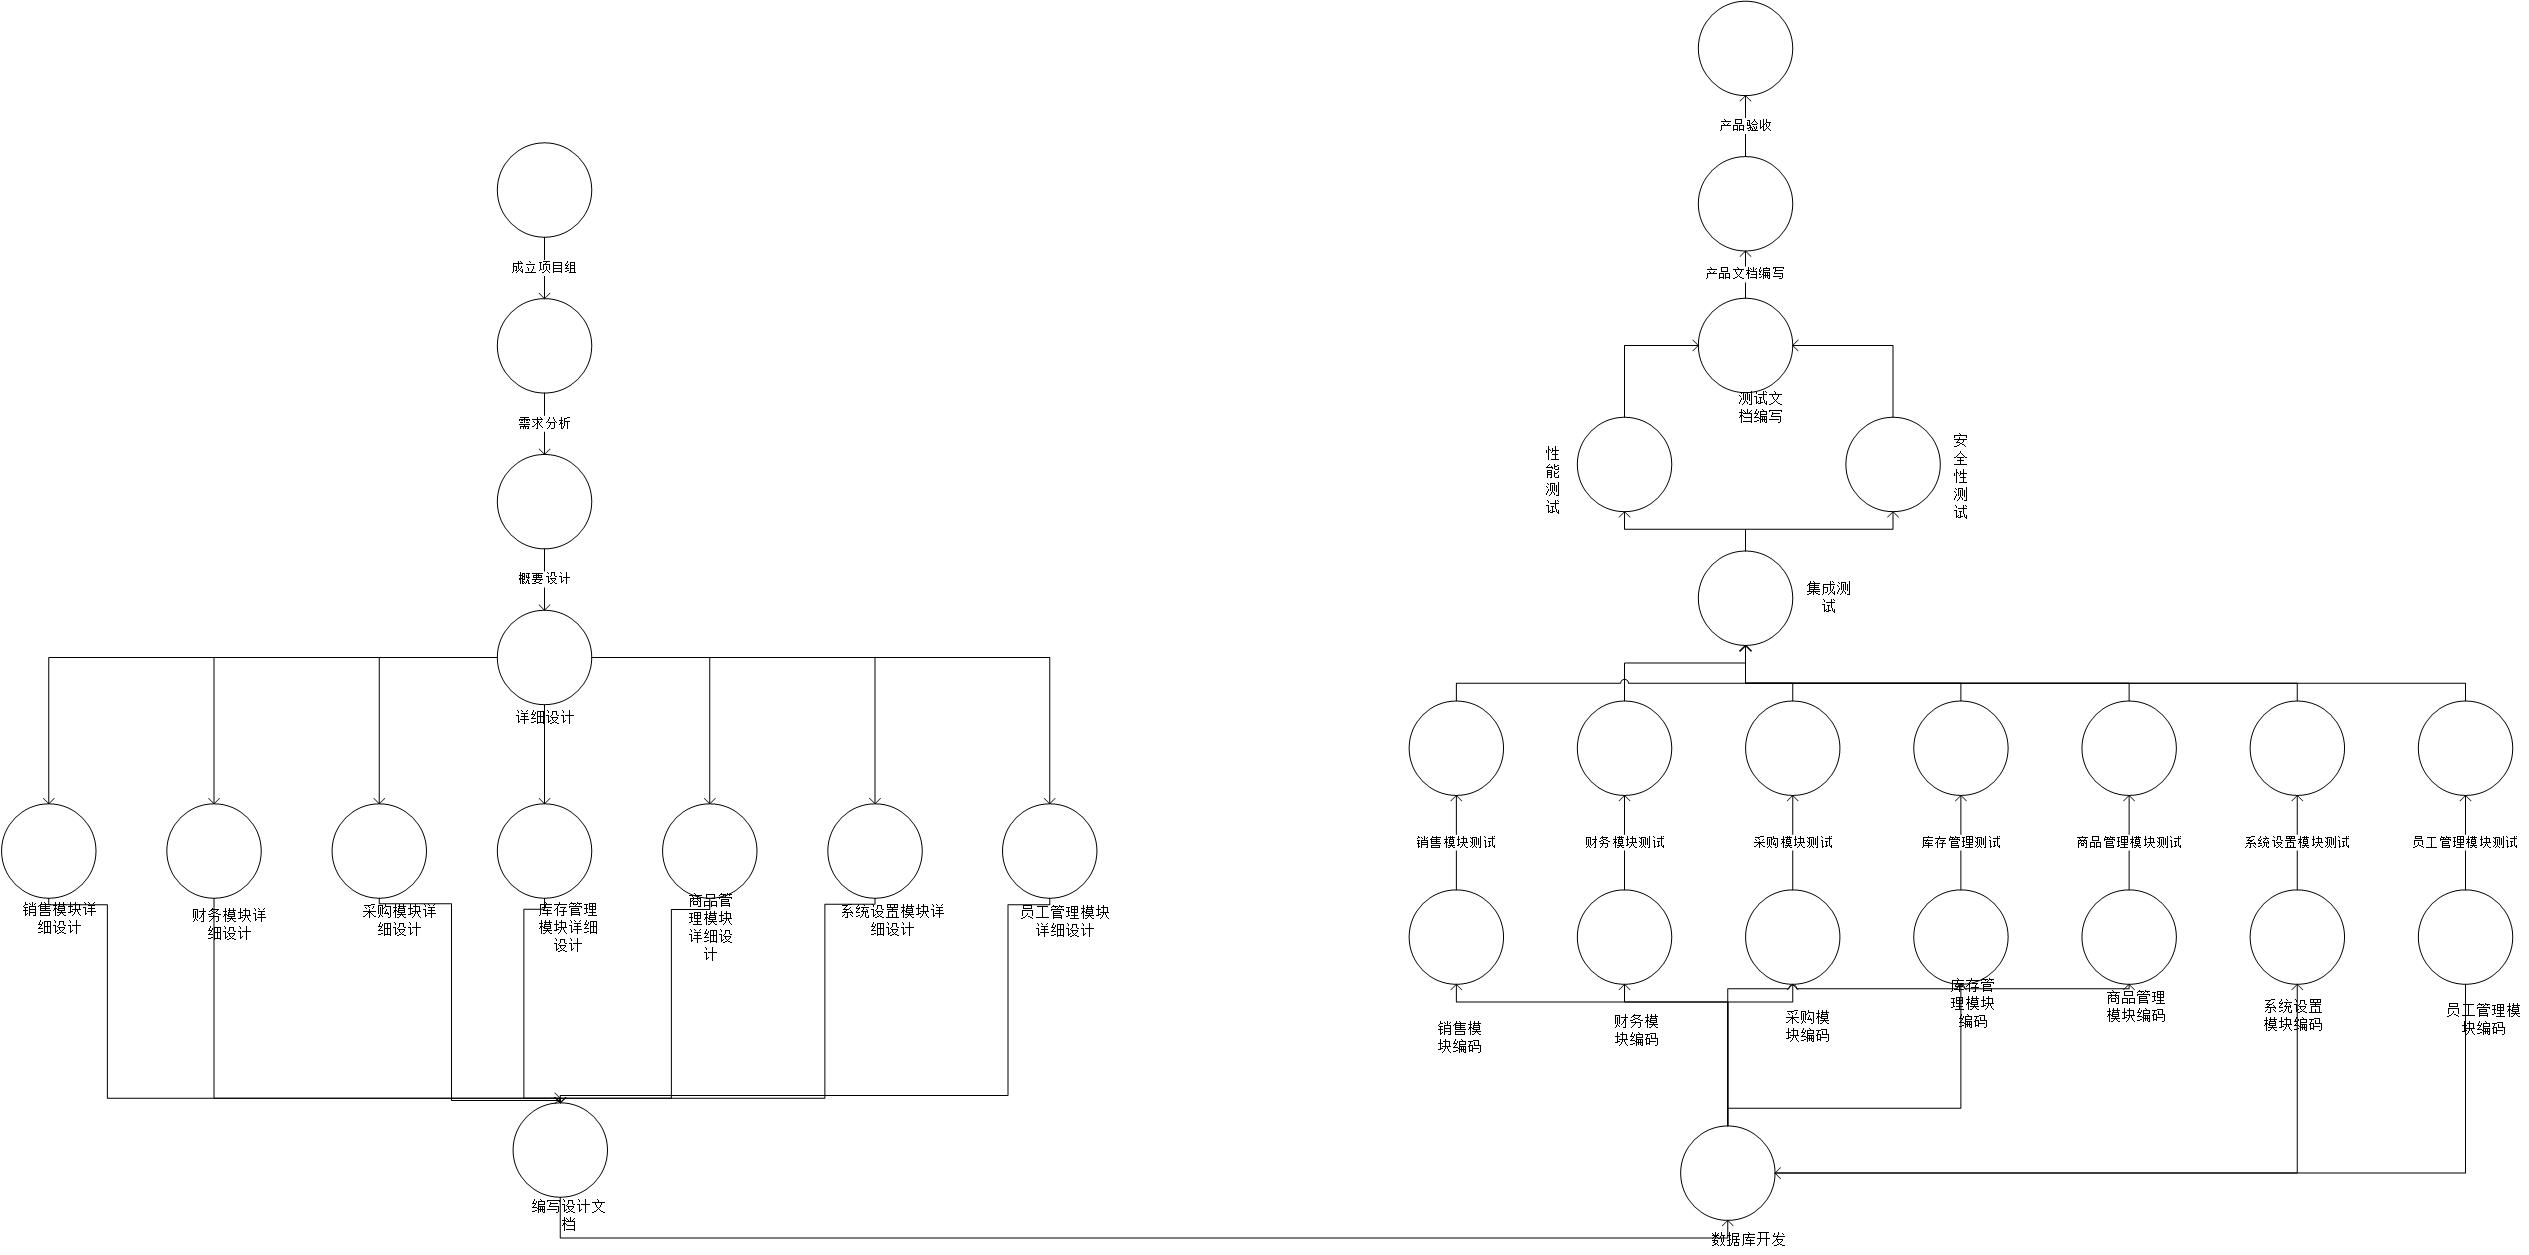 成立项目组
需求分析
概要设计
详细设计
销售模块详
细设计
财务模块详
细设计
采购模块详
细设计
库存管理
模块详细
设计
商品管
理模块
详细设
计
系统设置模块详
细设计
员工管理模块
详细设计
编写设计文
档
产品验收
产品文档编写
测试文
档编写
性
能
测
试
安
全
性
测
试
集成测
试
销售模块测试
财务模块测试
采购模块测试
库存管理测试
商品管理模块测试
系统设置模块测试
员工管理模块测试
销售模
块编码
财务模
块编码
采购模
块编码
库存管
理模块
编码
商品管理
模块编码
系统设置
模块编码
员工管理模
块编码
数据库开发